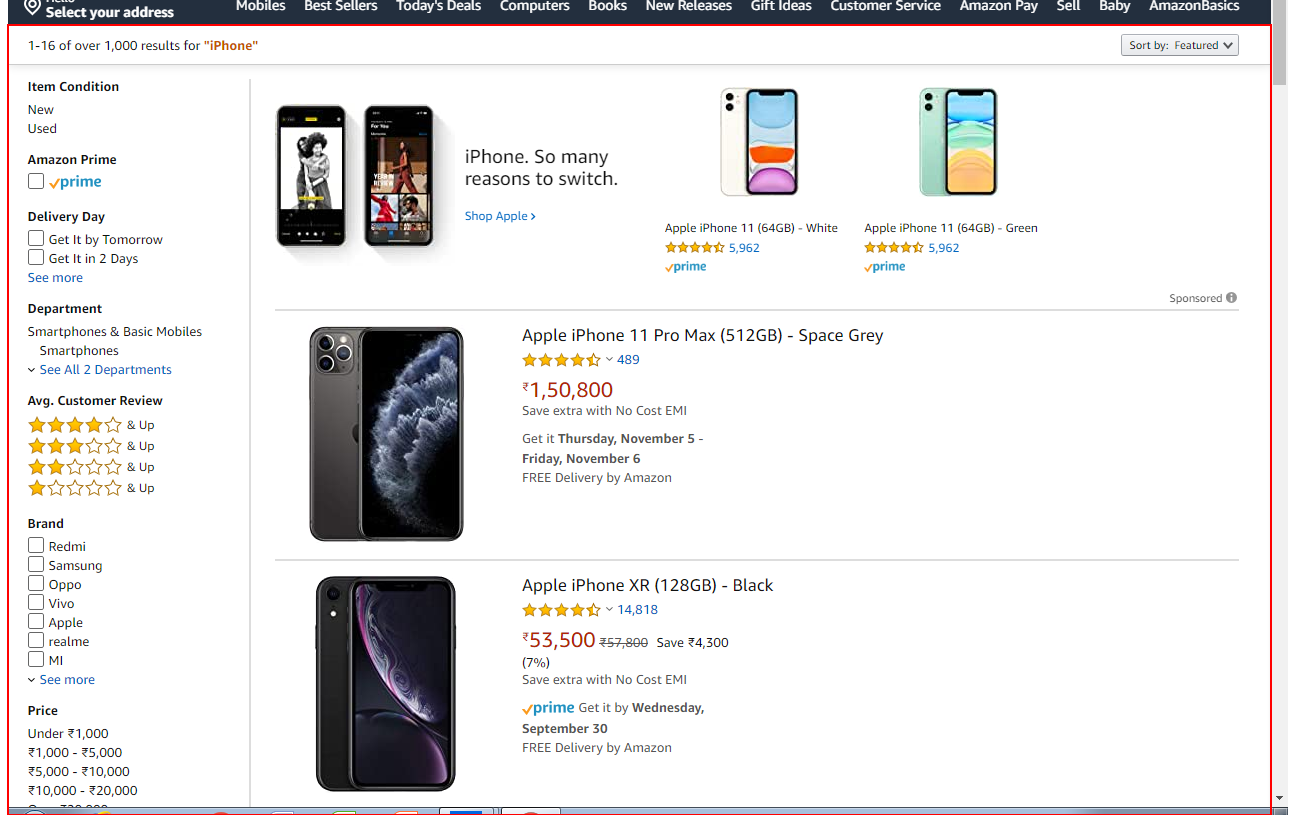 Hello
Select your address
Mobiles Best Sellers Today's Deals Computers Books New Releases Gift Ideas Customer Service Amazon Pay Sell Baby AmazonBasics
1-16 of over 1,000 results for "iPhone"
Sort by: Featured
Item Condition
New
Used
Amazon Prime
prime
Delivery Day
Get It by Tomorrow
Get It in 2 Days
See more
Department
Smartphones & Basic Mobiles
Smartphones
See All 2 Departments
Avg. Customer Review
& Up
& Up
& Up
& Up
Brand
Redmi
Samsung
Oppo
Vivo
Apple
realme
MI
See more
Price
Under ₹1,000
₹1,000 - ₹5,000
₹5,000 - ₹10,000
₹10,000 - ₹20,000
For You
YEAR IN
REVIEW
iPhone. So many
reasons to switch.
Shop Apple ›
Apple iPhone 11 (64GB) - White
5,962
prime
Apple iPhone 11 (64GB) - Green
5,962
prime
Sponsored
Apple iPhone 11 Pro Max (512GB) - Space Grey
489
₹1,50,800
Save extra with No Cost EMI
Get it Thursday, November 5 -
Friday, November 6
FREE Delivery by Amazon
Apple iPhone XR (128GB) - Black
14,818
₹53,500 ₹57,800 Save ₹4,300
(7%)
Save extra with No Cost EMI
prime Get it by Wednesday,
September 30
FREE Delivery by Amazon